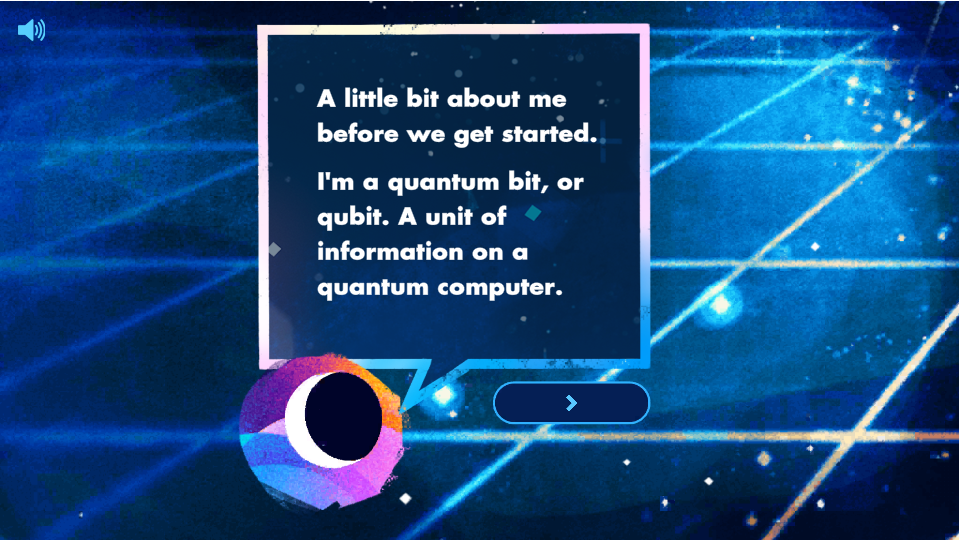 A little bit about me
before we get started.
I'm a quantum bit, or
qubit. A unit of
information on a
quantum computer.